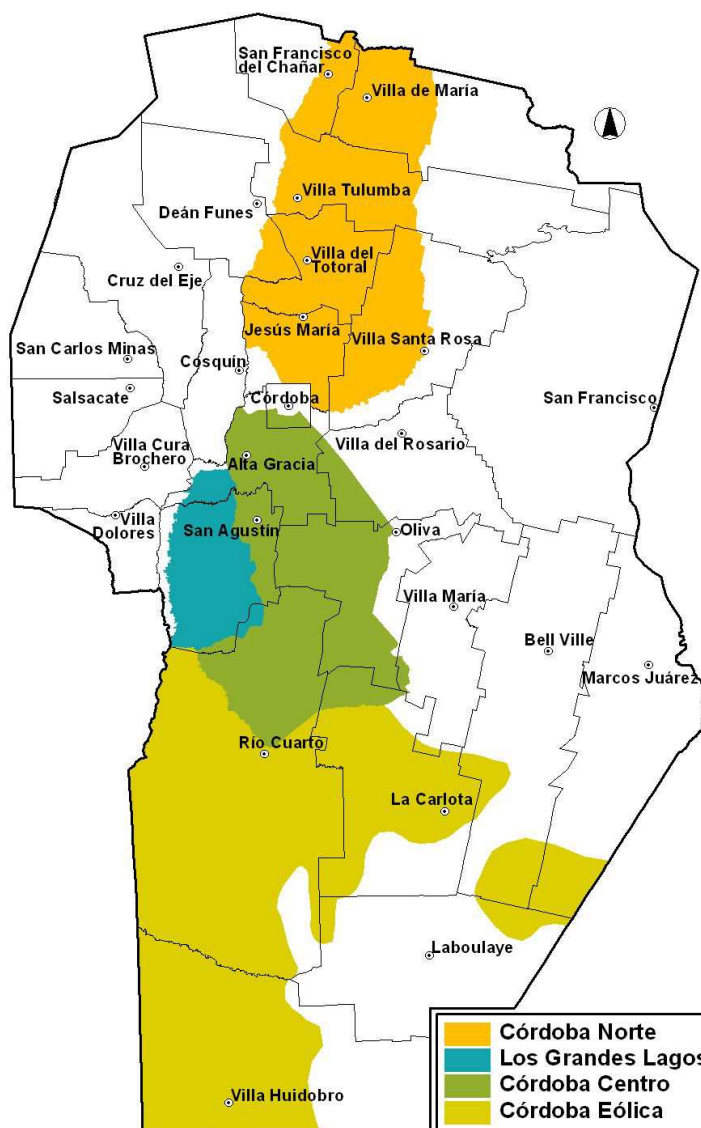 San Francisco
del Chañar
Villa de María
Villa Tulumba
Deán Funes
Villa del
Totoral
Cruz del Eje
Jesús María
Villa Santa Rosa
San Carlos Minas
Cosquín
Salsacate
Córdoba
San Francisco
Villa Cura
Brochero
Villa del Rosario
Alta Gracia
Villa
Dolores
San Agustín
Oliva
Villa María
Bell Ville
Marcos Juárez
Río Cuarto
La Carlota
Laboulaye
Villa Huidobro
Córdoba Norte
Los Grandes Lagos
Córdoba Centro
Córdoba Eólica